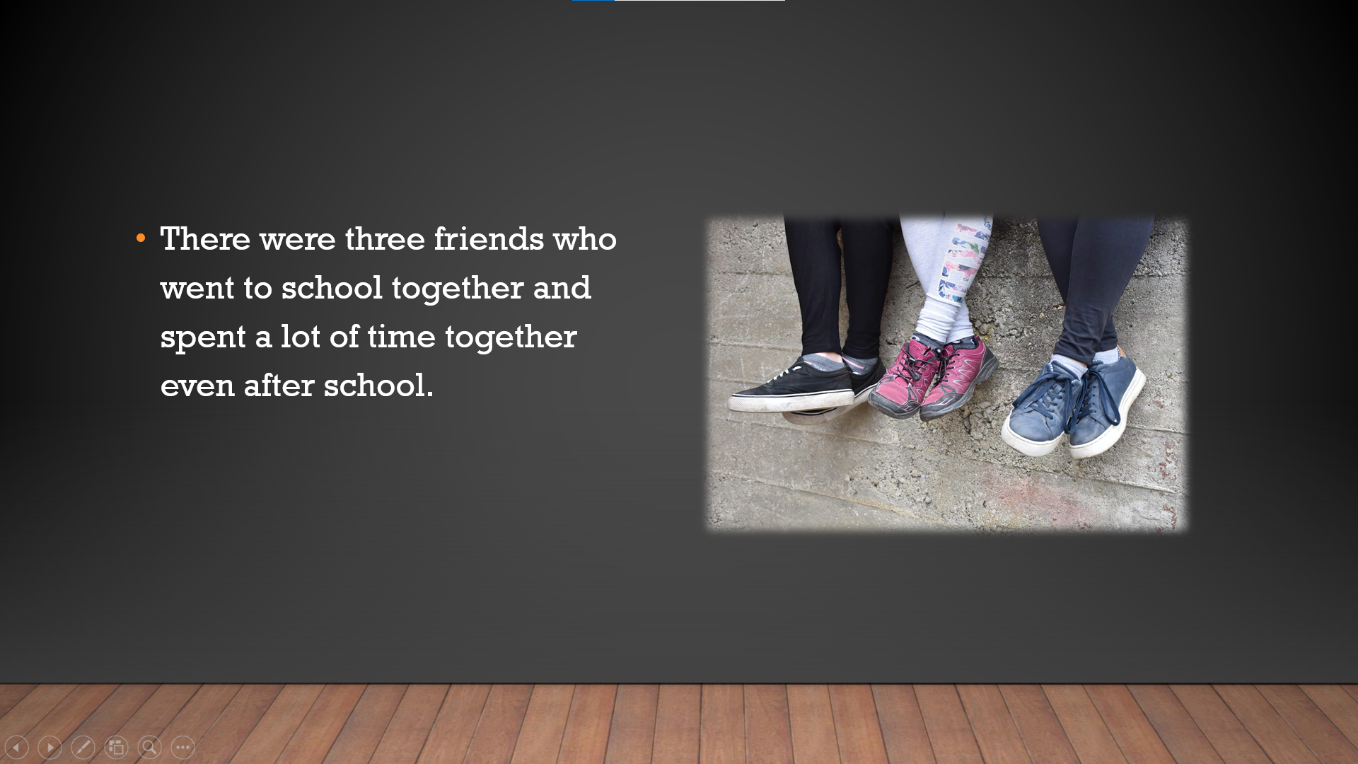 • There were three friends who
went to school together and
spent a lot of time together
even after school.